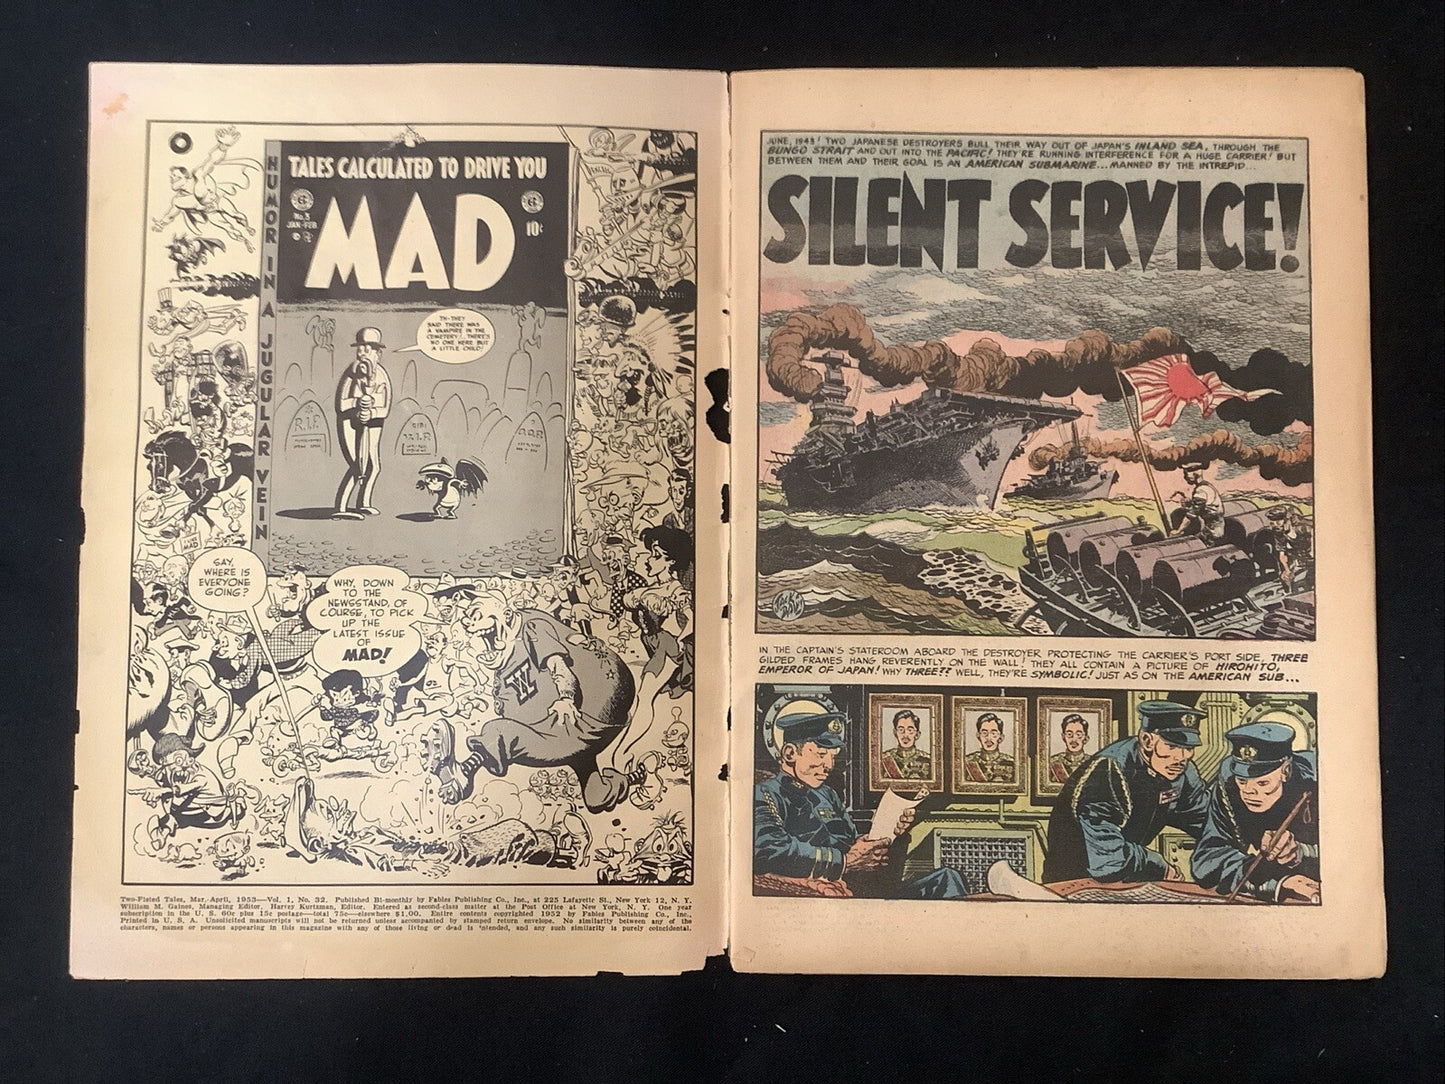 HUMOR IN A JUGULAR VEIN
TALES CALCULATED TO DRIVE YOU
MAD
No. 3
JAN-FEB
10¢
TH-THEY
SAID THERE WAS
A VAMPIRE IN THE
CEMETERY!... THERE'S
NO ONE HERE BUT
A LITTLE CHILD!
R.I.P.
R.I.P.
SAY,
WHERE IS
EVERYONE
GOING?
WHY, DOWN
TO THE
NEWSSTAND, OF
COURSE, TO PICK
UP THE
LATEST ISSUE
OF
MAD!
W
Two-Fisted Tales, Mar.-April, 1953—Vol. 1, No. 32. Published Bi-monthly by Fables Publishing Co., Inc., at 225 Lafayette St., New York 12, N. Y.
William M. Gaines, Managing Editor, Harvey Kurtzman, Editor. Entered as second-class matter at the Post Office at New York, N. Y. One year
subscription in the U. S. 60c plus 15c postage—total 75c—elsewhere $1.00. Entire contents copyrighted 1952 by Fables Publishing Co., Inc.,
Printed in U. S. A. Unsolicited manuscripts will not be returned unless accompanied by stamped return envelope. No similarity between any of the
characters, names or persons appearing in this magazine with any of those living or dead is intended, and any such similarity is purely coincidental.
JUNE, 1943! TWO JAPANESE DESTROYERS BULL THEIR WAY OUT OF JAPAN'S INLAND SEA, THROUGH THE
BUNGO STRAIT AND OUT INTO THE PACIFIC! THEY'RE RUNNING INTERFERENCE FOR A HUGE CARRIER! BUT
BETWEEN THEM AND THEIR GOAL IS AN AMERICAN SUBMARINE... MANNED BY THE INTREPID...
SILENT SERVICE!
JACK
DAVIS
IN THE CAPTAIN'S STATEROOM ABOARD THE DESTROYER PROTECTING THE CARRIER'S PORT SIDE, THREE
GILDED FRAMES HANG REVERENTLY ON THE WALL! THEY ALL CONTAIN A PICTURE OF HIROHITO,
EMPEROR OF JAPAN! WHY THREE?? WELL, THEY'RE SYMBOLIC! JUST AS ON THE AMERICAN SUB...